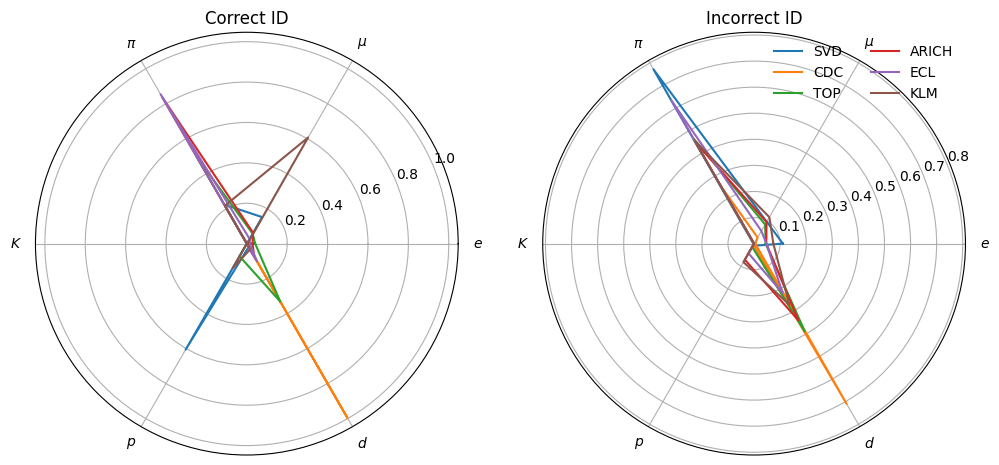 Correct ID
π
μ
K
e
p
d
0.2
0.4
0.6
0.8
1.0
Incorrect ID
π
μ
K
e
p
d
0.1
0.2
0.3
0.4
0.5
0.6
0.7
0.8
SVD
CDC
TOP
ARICH
ECL
KLM